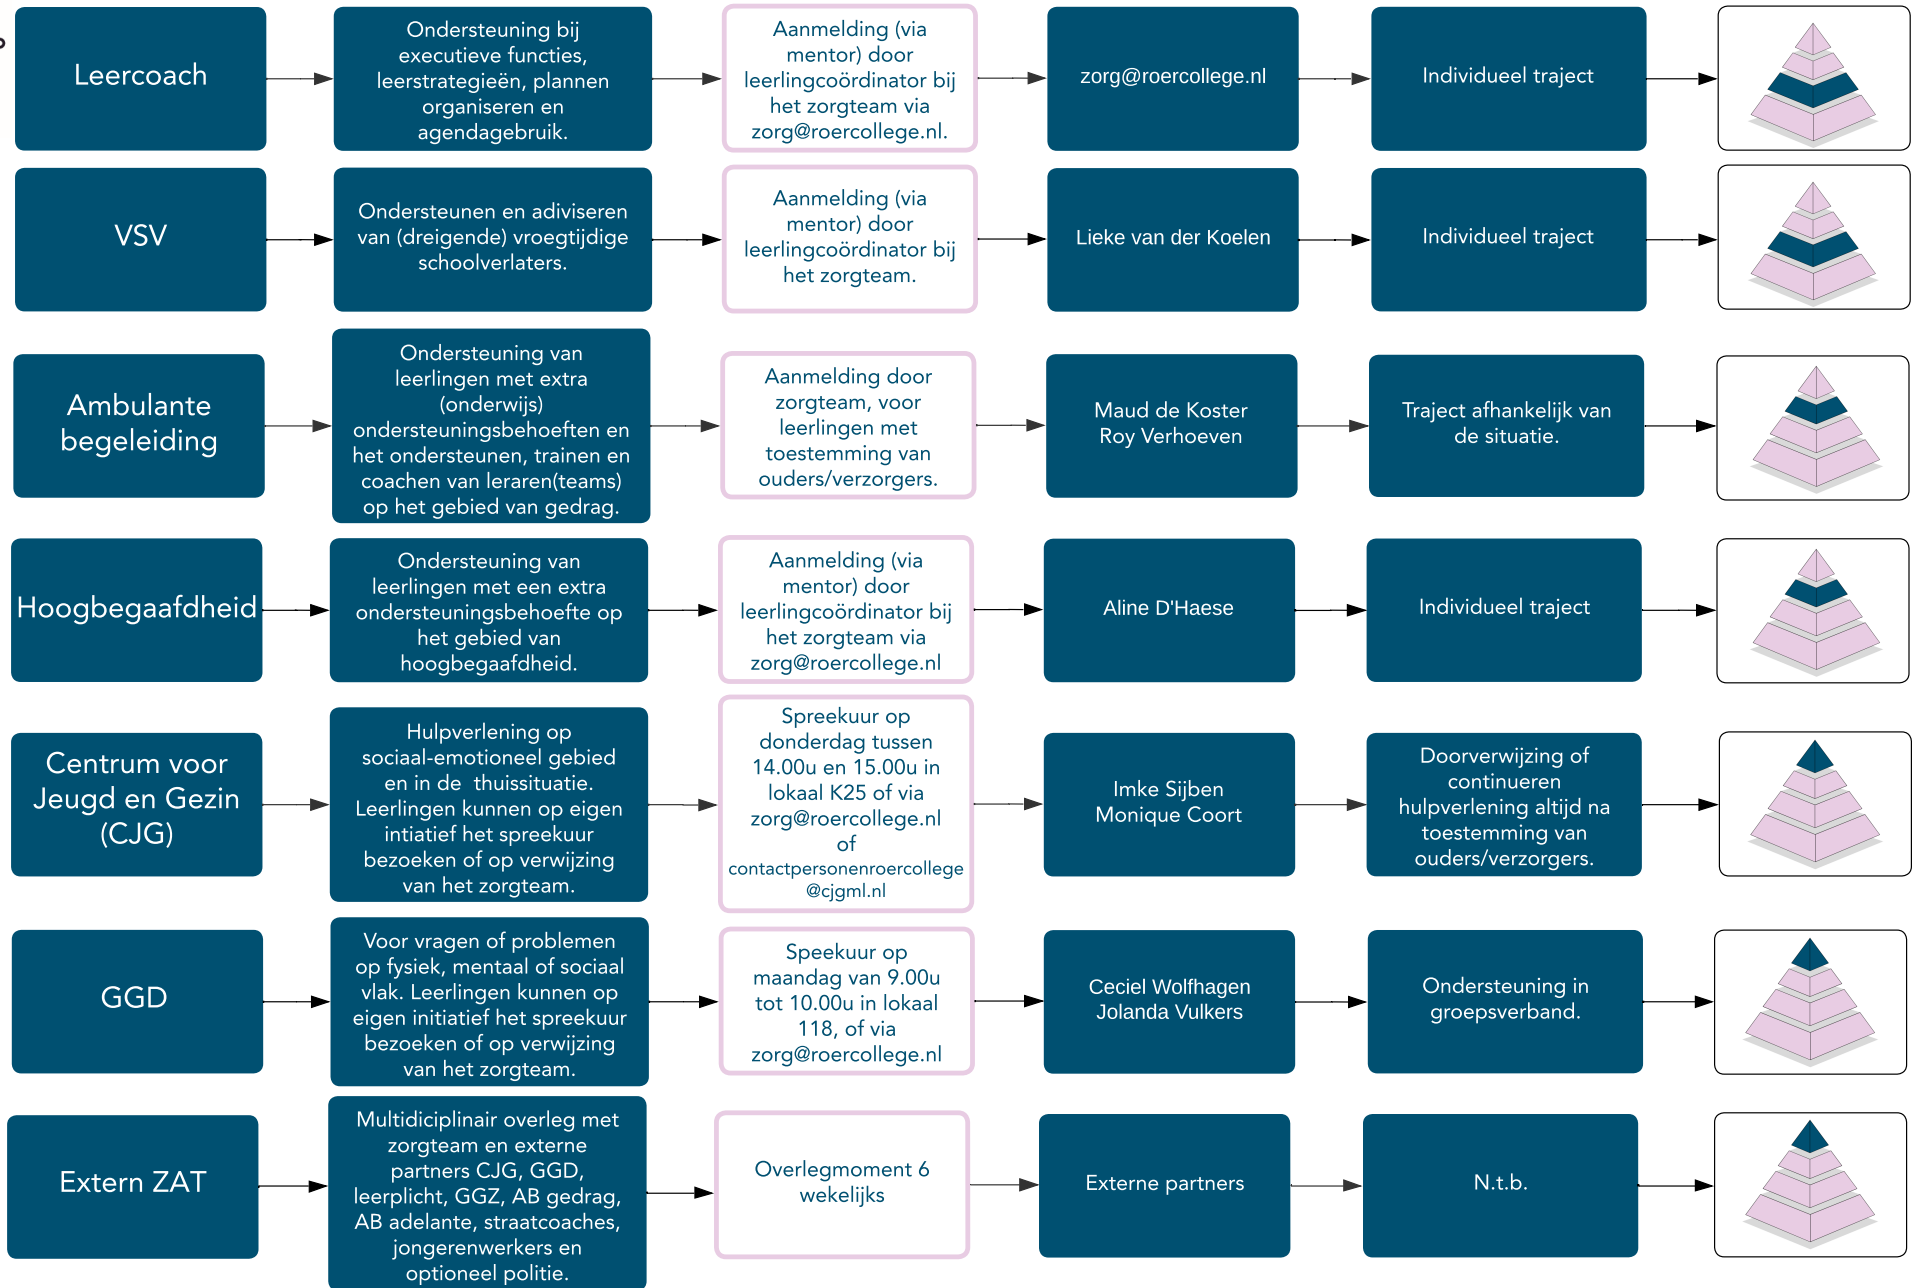 Leercoach
Ondersteuning bij
executieve functies,
leerstrategieën, plannen
organiseren en
agendagebruik.
Aanmelding (via
mentor) door
leerlingcoördinator bij
het zorgteam via
zorg@roercollege.nl.
zorg@roercollege.nl
Individueel traject
VSV
Ondersteunen en adiviseren
van (dreigende) vroegtijdige
schoolverlaters.
Aanmelding (via
mentor) door
leerlingcoördinator bij
het zorgteam.
Lieke van der Koelen
Individueel traject
Ambulante
begeleiding
Ondersteuning van
leerlingen met extra
(onderwijs)
ondersteuningsbehoeften en
het ondersteunen, trainen en
coachen van leraren(teams)
op het gebied van gedrag.
Aanmelding door
zorgteam, voor
leerlingen met
toestemming van
ouders/verzorgers.
Maud de Koster
Roy Verhoeven
Traject afhankelijk van
de situatie.
Hoogbegaafdheid
Ondersteuning van
leerlingen met een extra
ondersteuningsbehoefte op
het gebied van
hoogbegaafdheid.
Aanmelding (via
mentor) door
leerlingcoördinator bij
het zorgteam via
zorg@roercollege.nl
Aline D'Haese
Individueel traject
Centrum voor
Jeugd en Gezin
(CJG)
Hulpverlening op
sociaal-emotioneel gebied
en in de thuissituatie.
Leerlingen kunnen op eigen
intiatief het spreekuur
bezoeken of op verwijzing
van het zorgteam.
Spreekuur op
donderdag tussen
14.00u en 15.00u in
lokaal K25 of via
zorg@roercollege.nl
of
contactpersonenroercollege
@cjgml.nl
Imke Sijben
Monique Coort
Doorverwijzing of
continueren
hulpverlening altijd na
toestemming van
ouders/verzorgers.
GGD
Voor vragen of problemen
op fysiek, mentaal of sociaal
vlak. Leerlingen kunnen op
eigen initiatief het spreekuur
bezoeken of op verwijzing
van het zorgteam.
Speekuur op
maandag van 9.00u
tot 10.00u in lokaal
118, of via
zorg@roercollege.nl
Ceciel Wolfhagen
Jolanda Vulkers
Ondersteuning in
groepsverband.
Extern ZAT
Multidiciplinair overleg met
zorgteam en externe
partners CJG, GGD,
leerplicht, GGZ, AB gedrag,
AB adelante, straatcoaches,
jongerenwerkers en
optioneel politie.
Overlegmoment 6
wekelijks
Externe partners
N.t.b.